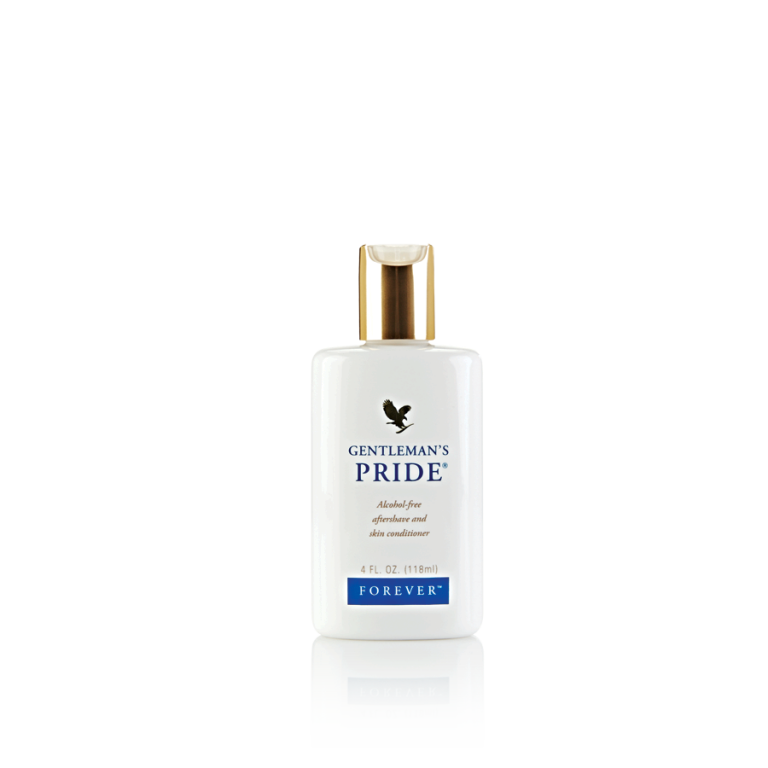 GENTLEMAN'S
PRIDE®
Alcohol-free
aftershave and
skin conditioner
4 FL. OZ. (118ml)
FOREVER™